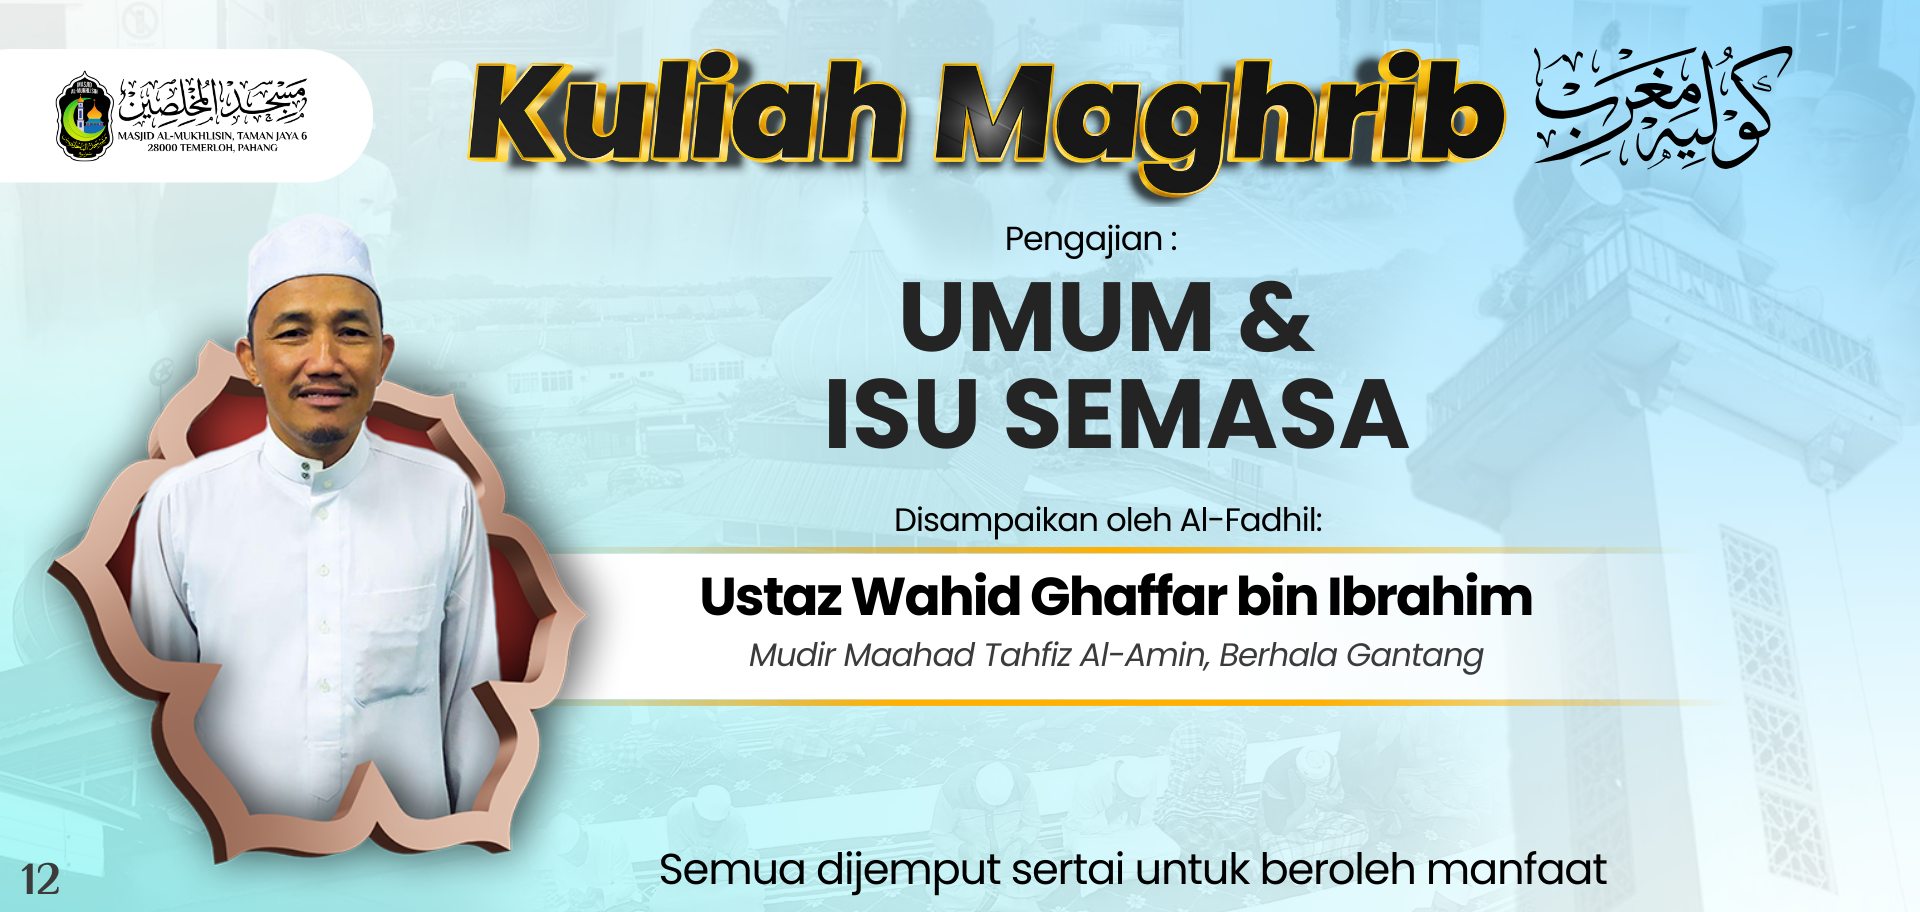 مسجد المخلصين
MASJID AL-MUKHLISIN, TAMAN JAYA 6
28000 TEMERLOH, PAHANG
Kuliah Maghrib
كوليه مغرب
Pengajian :
UMUM &
ISU SEMASA
Disampaikan oleh Al-Fadhil:
Ustaz Wahid Ghaffar bin Ibrahim
Mudir Maahad Tahfiz Al-Amin, Berhala Gantang
Semua dijemput sertai untuk beroleh manfaat
12